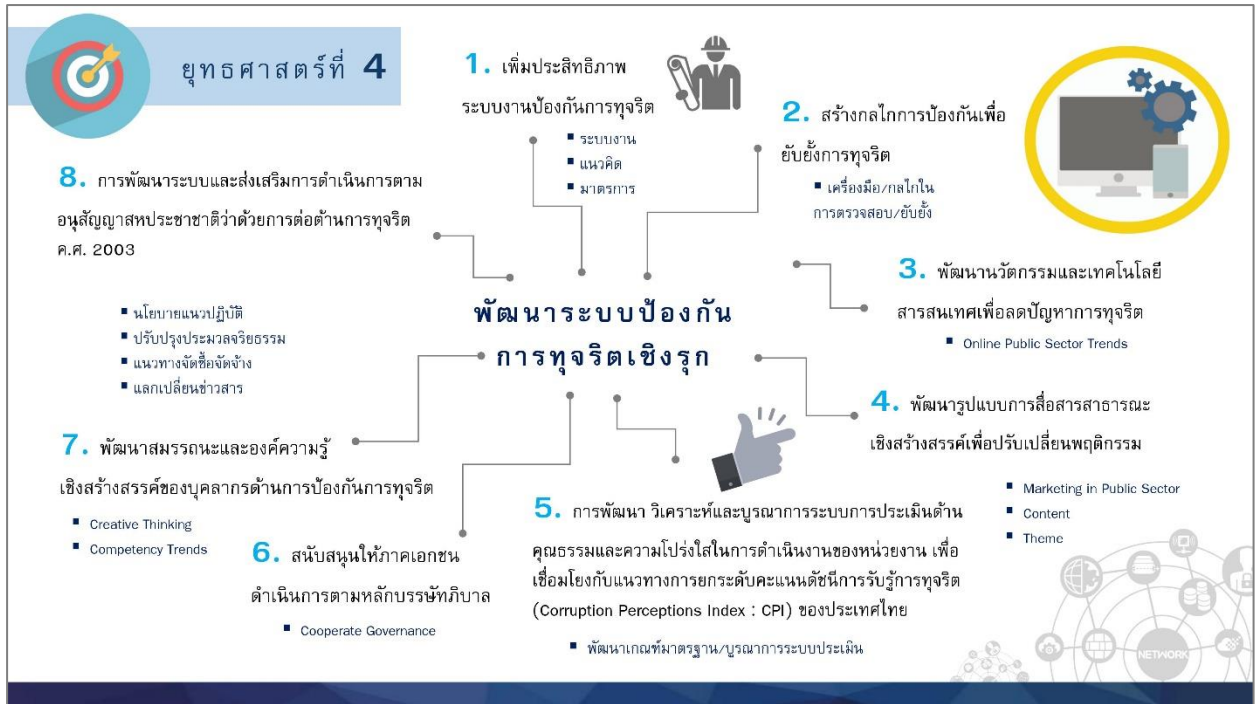 ยุทธศาสตร์ที่ 4
1. เพิ่มประสิทธิภาพ
ระบบงานป้องกันการทุจริต
▪ ระบบงาน
▪ แนวคิด
▪ มาตรการ
2. สร้างกลไกการป้องกันเพื่อ
ยับยั้งการทุจริต
▪ เครื่องมือ/กลไกใน
การตรวจสอบ/ยับยั้ง
3. พัฒนานวัตกรรมและเทคโนโลยี
สารสนเทศเพื่อลดปัญหาการทุจริต
▪ Online Public Sector Trends
พัฒนาระบบป้องกัน
การทุจริตเชิงรุก
4. พัฒนารูปแบบการสื่อสารสาธารณะ
เชิงสร้างสรรค์เพื่อปรับเปลี่ยนพฤติกรรม
▪ Marketing in Public Sector
▪ Content
▪ Theme
5. การพัฒนา วิเคราะห์และบูรณาการระบบการประเมินด้าน
คุณธรรมและความโปร่งใสในการดำเนินงานของหน่วยงาน เพื่อ
เชื่อมโยงกับแนวทางการยกระดับคะแนนดัชนีการรับรู้การทุจริต
(Corruption Perceptions Index : CPI) ของประเทศไทย
▪ พัฒนาเกณฑ์มาตรฐาน/บูรณาการระบบประเมิน
6. สนับสนุนให้ภาคเอกชน
ดำเนินการตามหลักบรรษัทภิบาล
▪ Cooperate Governance
7. พัฒนาสมรรถนะและองค์ความรู้
เชิงสร้างสรรค์ของบุคลากรด้านการป้องกันการทุจริต
▪ Creative Thinking
▪ Competency Trends
8. การพัฒนาระบบและส่งเสริมการดำเนินการตาม
อนุสัญญาสหประชาชาติว่าด้วยการต่อต้านการทุจริต
ค.ศ. 2003
▪ นโยบายแนวปฏิบัติ
▪ ปรับปรุงประมวลจริยธรรม
▪ แนวทางจัดซื้อจัดจ้าง
▪ แลกเปลี่ยนข่าวสาร
NETWORK